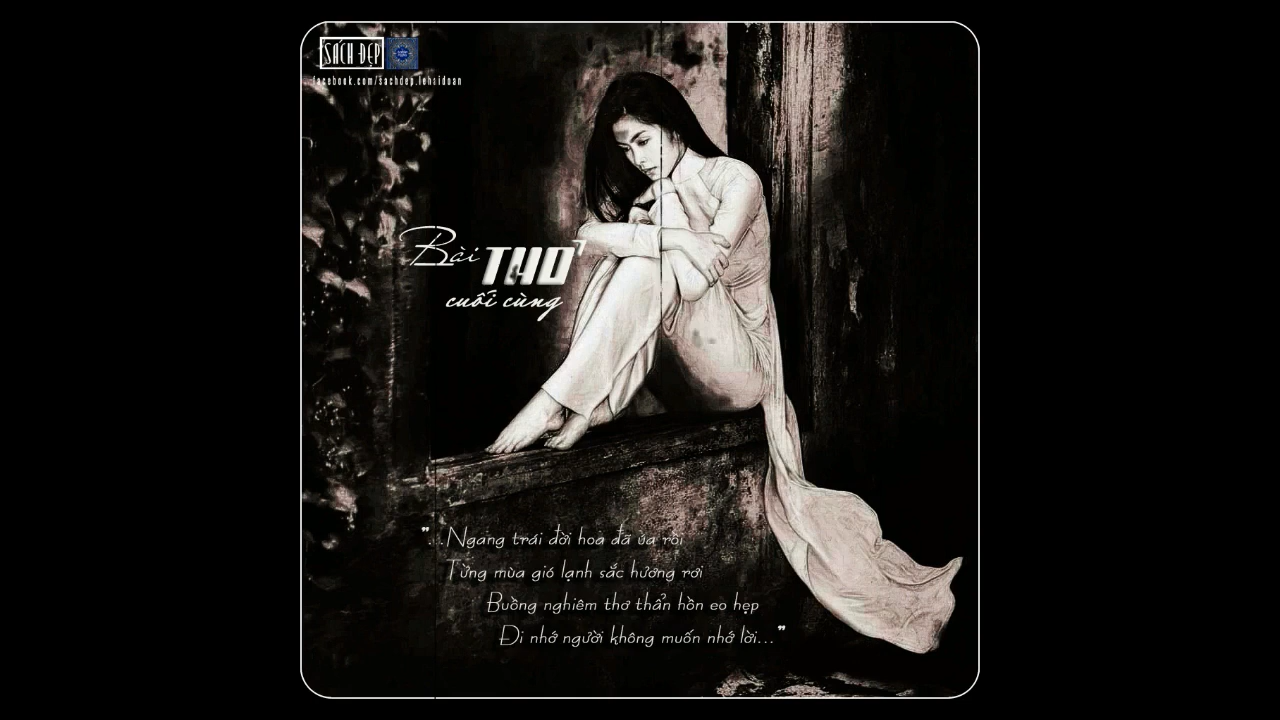 SÁCH ĐẸP
facebook.com/sachdep.lehsidoan
Bài THƠ
cuối cùng
"...Ngang trái đời hoa đã úa rồi
Từng mùa gió lạnh sắc hương rơi
Buồng nghiêm thơ thẩn hồn eo hẹp
Đi nhớ người không muốn nhớ lời..."